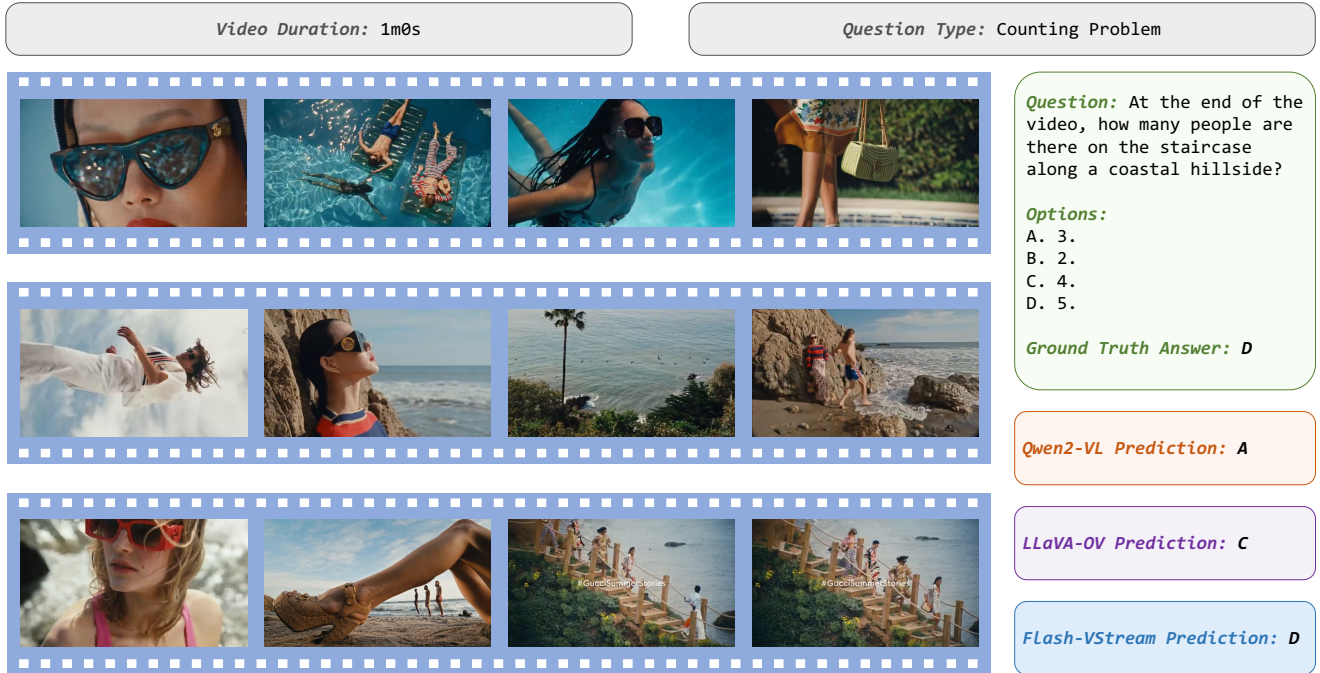 Video Duration: 1m0s
Question Type: Counting Problem
Question: At the end of the
video, how many people are
there on the staircase
along a coastal hillside?
Options:
A. 3.
B. 2.
C. 4.
D. 5.
Ground Truth Answer: D
Qwen2-VL Prediction: A
LLaVA-OV Prediction: C
Flash-VStream Prediction: D
#GucciSummerStories
#GucciSummerStories